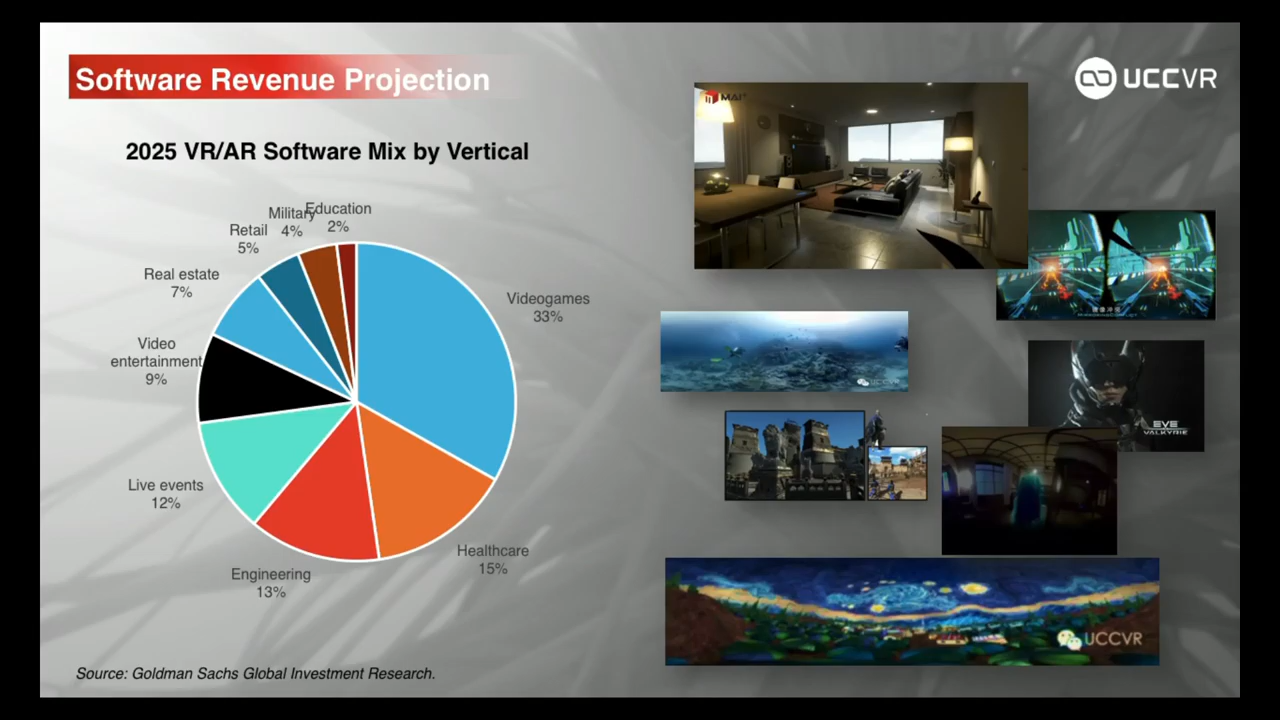 Software Revenue Projection
UCCVR
2025 VR/AR Software Mix by Vertical
Education
2%
Military
4%
Retail
5%
Real estate
7%
Video
entertainment
9%
Live events
12%
Engineering
13%
Healthcare
15%
Videogames
33%
Source: Goldman Sachs Global Investment Research.
EVE
VALKYRIE
UCCVR
UCCVR